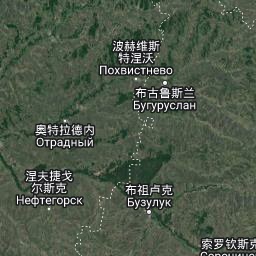 波赫维斯
特涅沃
Похвистнево
布古鲁斯兰
Бугуруслан
奥特拉德内
Отрадный
涅夫捷戈
尔斯克
Нефтегорск
布祖卢克
Бузулук
索罗钦斯克